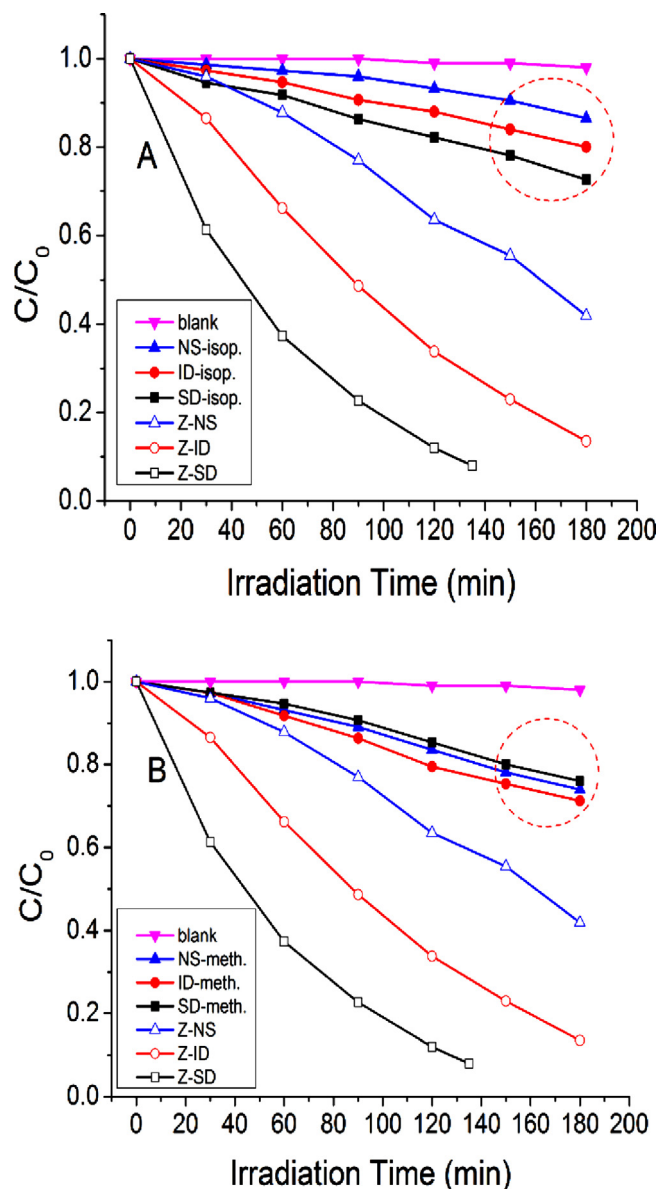 1.0
0.8
0.6
0.4
0.2
0.0
C/C0
A
blank
NS-isop.
ID-isop.
SD-isop.
Z-NS
Z-ID
Z-SD
0 20 40 60 80 100 120 140 160 180 200
Irradiation Time (min)
1.0
0.8
0.6
0.4
0.2
0.0
C/C0
B
blank
NS-meth.
ID-meth.
SD-meth.
Z-NS
Z-ID
Z-SD
0 20 40 60 80 100 120 140 160 180 200
Irradiation Time (min)